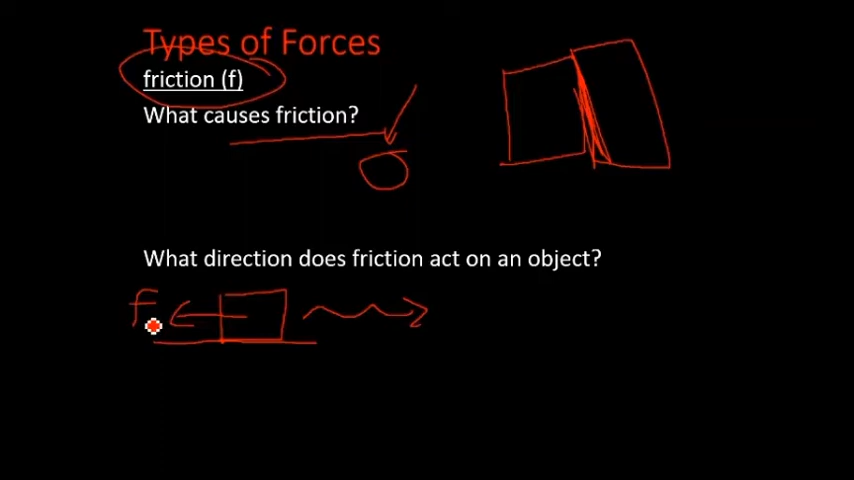 Types of Forces
friction (f)
What causes friction?
What direction does friction act on an object?
f